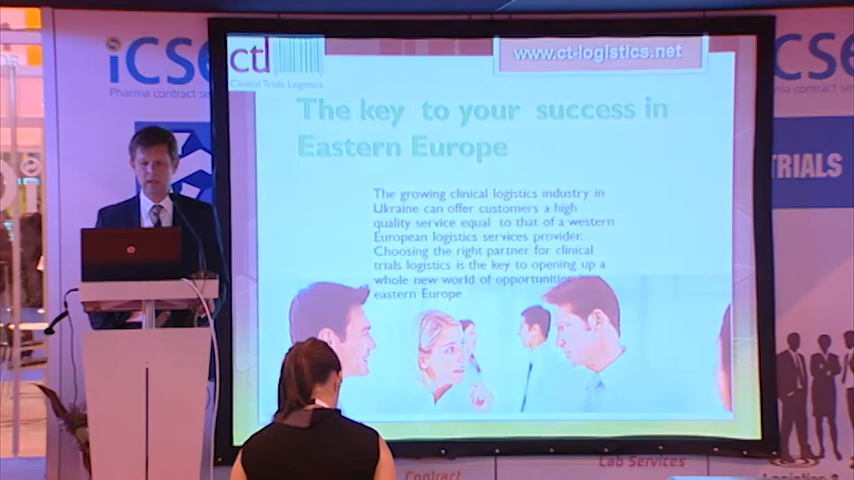 iCSE
Pharma contract se
ctd
Clinical Trials Logistics
www.ct-logistics.net
The key to your success in
Eastern Europe
The growing clinical logistics industry in
Ukraine can offer customers a high
quality service equal to that of a western
European logistics services provider.
Choosing the right partner for clinical
trials logistics is the key to opening up a
whole new world of opportunities
eastern Europe
CSE
contract se
TRIALS
Contract
Lab Services
Logistics &